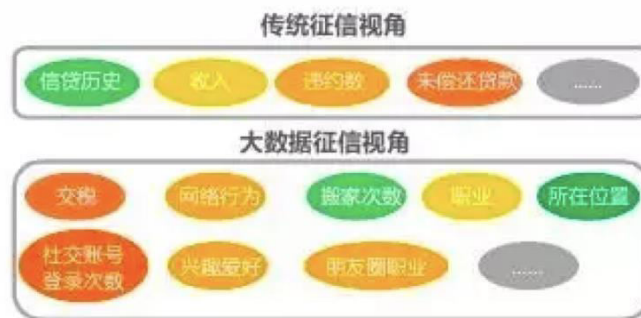 传统征信视角
信贷历史 收入 违约数 未偿还贷款 ......
大数据征信视角
交税 网络行为 搬家次数 职业 所在位置
社交账号
登录次数 兴趣爱好 朋友圈职业 ......